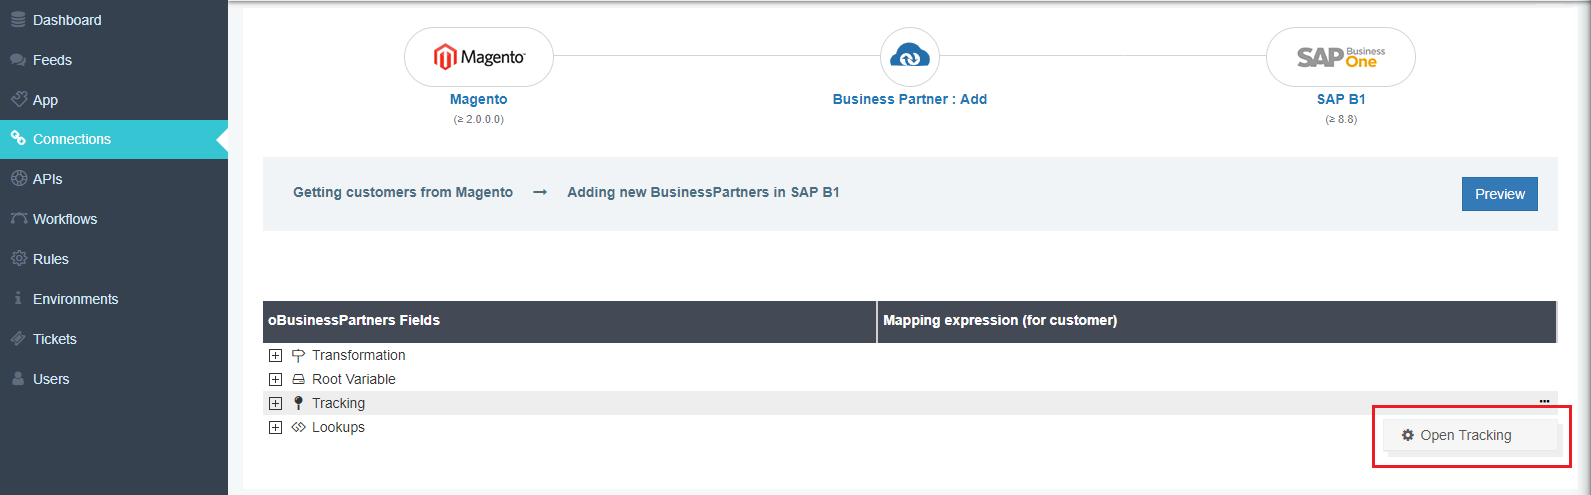 Dashboard
Feeds
App
Connections
APIs
Workflows
Rules
Environments
Tickets
Users
Magento
SAP Business One
Magento
Business Partner : Add
SAP B1
(≥ 2.0.0.0)
(≥ 8.8)
Getting customers from Magento → Adding new BusinessPartners in SAP B1
Preview
oBusinessPartners Fields
Mapping expression (for customer)
Transformation
Root Variable
Tracking
...
Lookups
Open Tracking